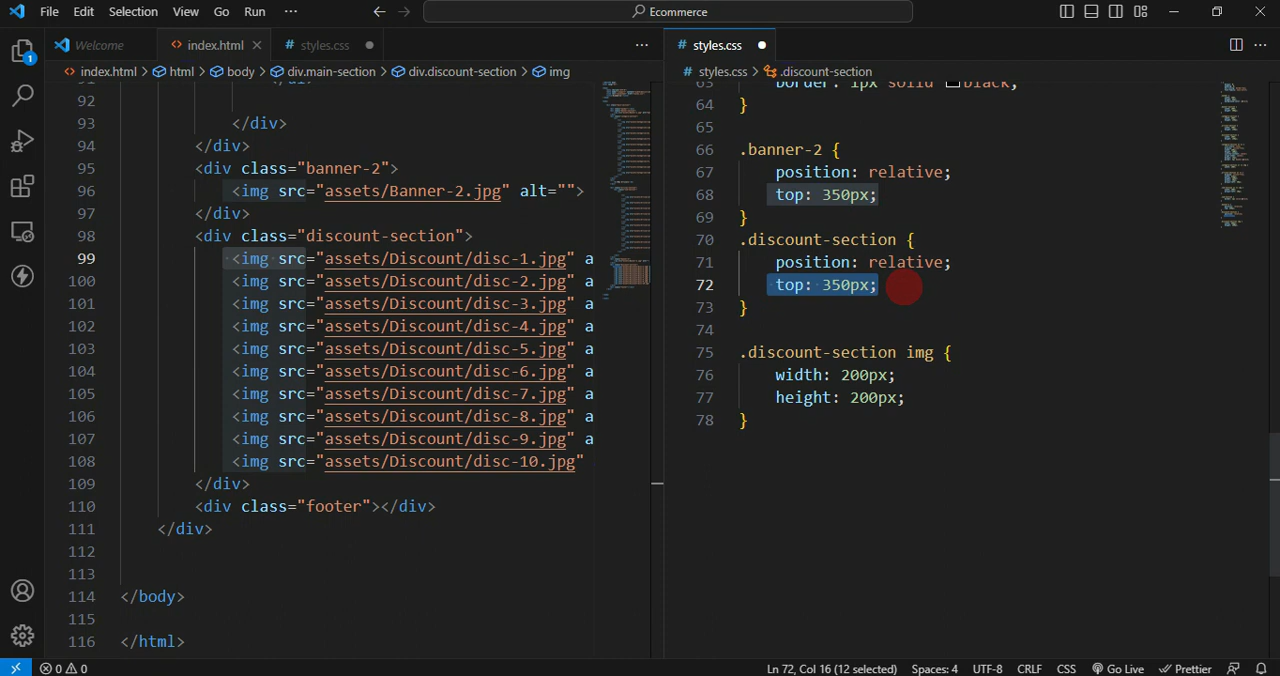 File Edit Selection View Go Run ··· Ecommerce
1
Welcome index.html styles.css
index.html > html > body > div.main-section > div.discount-section > img
92
93 </div>
94 </div>
95 <div class="banner-2">
96 <img src="assets/Banner-2.jpg" alt="">
97 </div>
98 <div class="discount-section">
99 <img src="assets/Discount/disc-1.jpg" a
100 <img src="assets/Discount/disc-2.jpg" a
101 <img src="assets/Discount/disc-3.jpg" a
102 <img src="assets/Discount/disc-4.jpg" a
103 <img src="assets/Discount/disc-5.jpg" a
104 <img src="assets/Discount/disc-6.jpg" a
105 <img src="assets/Discount/disc-7.jpg" a
106 <img src="assets/Discount/disc-8.jpg" a
107 <img src="assets/Discount/disc-9.jpg" a
108 <img src="assets/Discount/disc-10.jpg"
109 </div>
110 <div class="footer"></div>
111 </div>
112
113
114 </body>
115
116 </html>
styles.css
styles.css > .discount-section
63 border: 1px solid black;
64 }
65
66 .banner-2 {
67 position: relative;
68 top: 350px;
69 }
70 .discount-section {
71 position: relative;
72 top: 350px;
73 }
74
75 .discount-section img {
76 width: 200px;
77 height: 200px;
78 }
0 0 Ln 72, Col 16 (12 selected) Spaces: 4 UTF-8 CRLF CSS Go Live Prettier